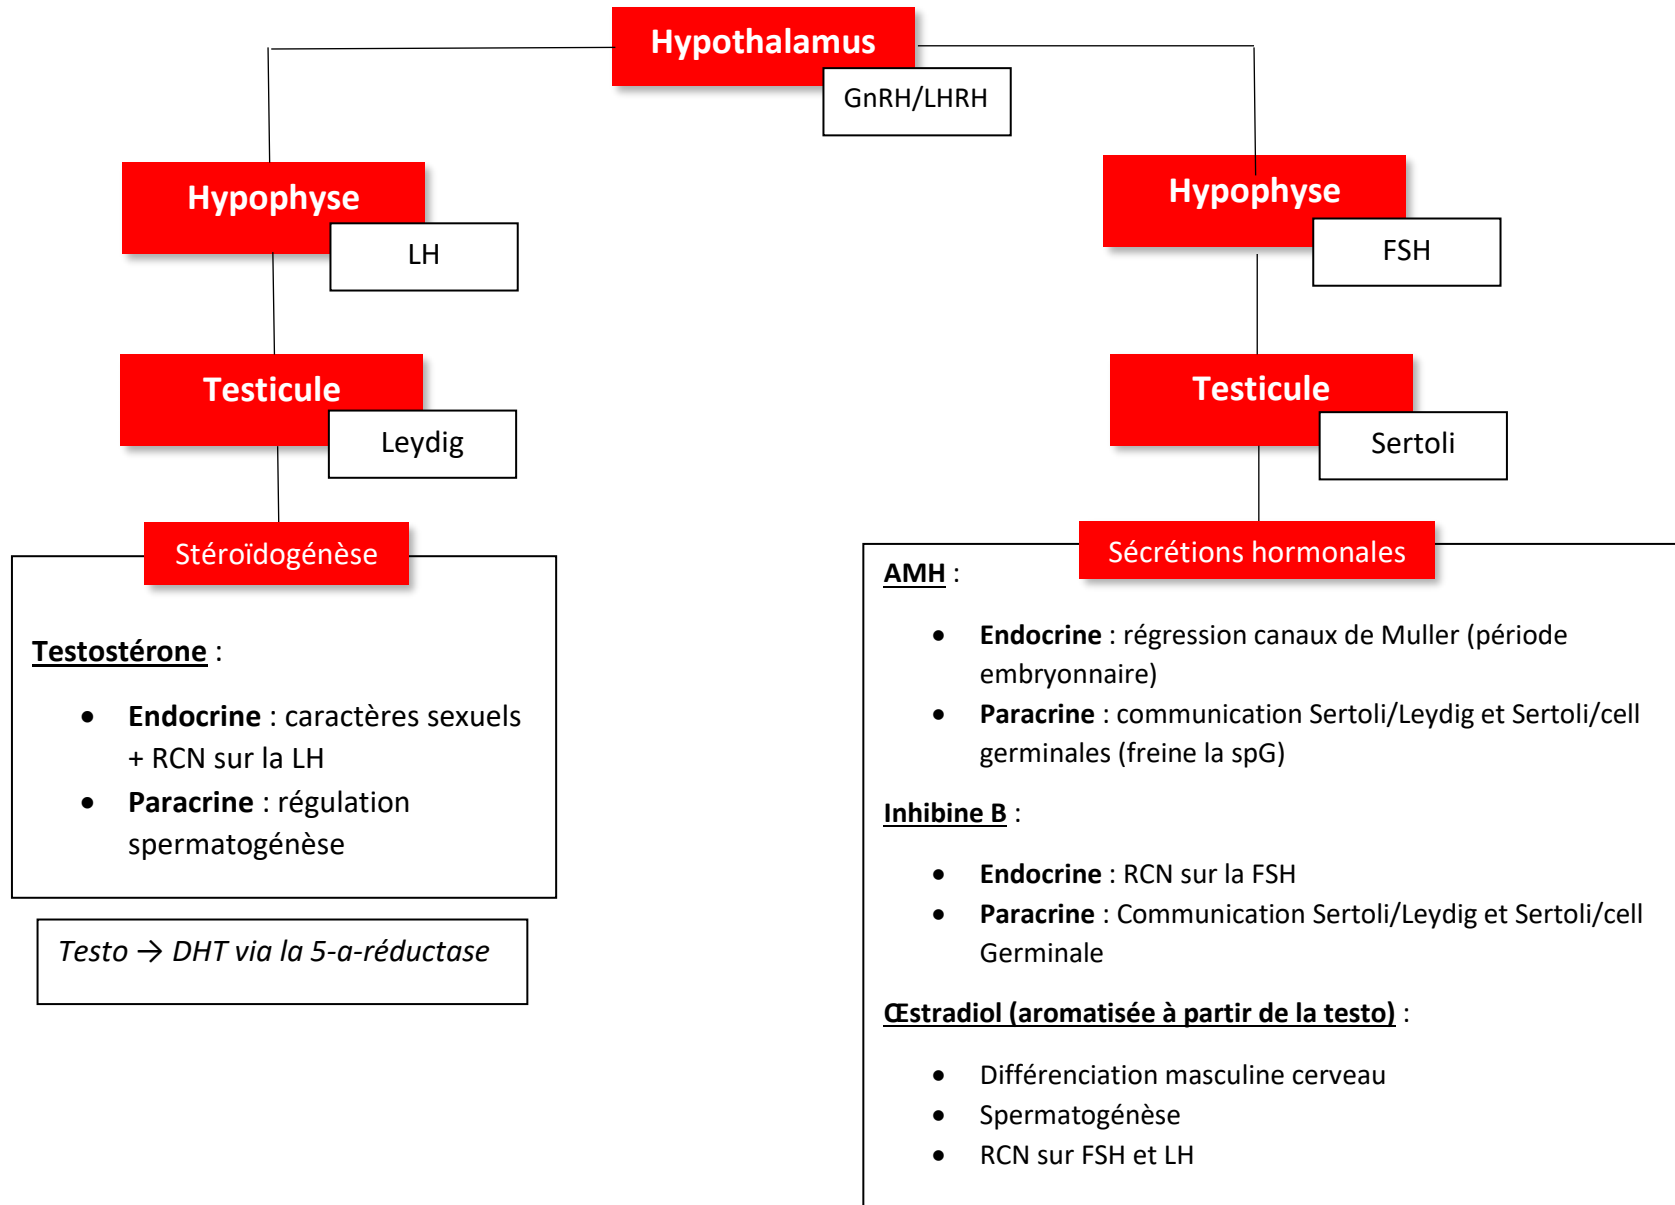 Hypothalamus
GnRH/LHRH
Hypophyse
LH
Testicule
Leydig
Stéroïdogénèse
Testostérone :
• Endocrine : caractères sexuels
+ RCN sur la LH
• Paracrine : régulation
spermatogénèse
Testo → DHT via la 5-a-réductase
Hypophyse
FSH
Testicule
Sertoli
Sécrétions hormonales
AMH :
• Endocrine : régression canaux de Muller (période
embryonnaire)
• Paracrine : communication Sertoli/Leydig et Sertoli/cell
germinales (freine la spG)
Inhibine B :
• Endocrine : RCN sur la FSH
• Paracrine : Communication Sertoli/Leydig et Sertoli/cell
Germinale
Œstradiol (aromatisée à partir de la testo) :
• Différenciation masculine cerveau
• Spermatogénèse
• RCN sur FSH et LH